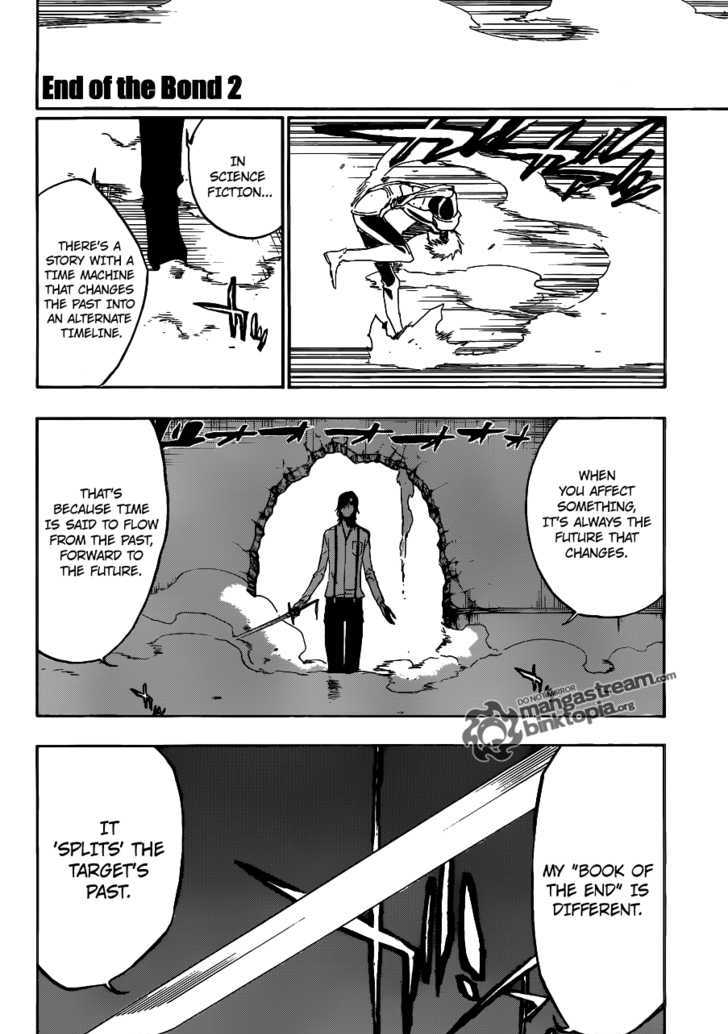 End of the Bond 2
IN
SCIENCE
FICTION...
THERE'S A
STORY WITH A
TIME MACHINE
THAT CHANGES
THE PAST INTO
AN ALTERNATE
TIMELINE.
WHEN
YOU AFFECT
SOMETHING,
IT'S ALWAYS THE
FUTURE THAT
CHANGES.
THAT'S
BECAUSE TIME
IS SAID TO FLOW
FROM THE PAST,
FORWARD TO
THE FUTURE.
DO NOT MIRROR
mangastream.com
binktopia.org
MY "BOOK OF
THE END" IS
DIFFERENT.
IT
'SPLITS' THE
TARGET'S
PAST.